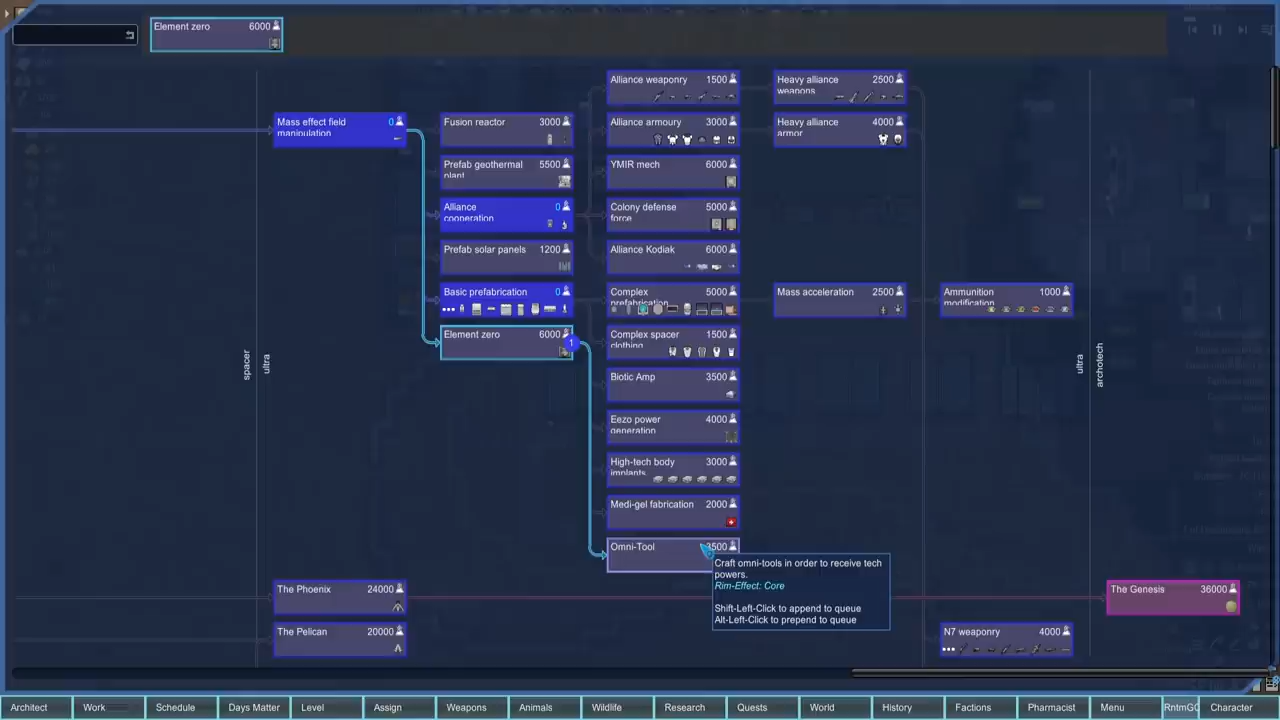 Element zero 6000
Mass effect field 0
manipulation
Fusion reactor 3000
Prefab geothermal 5500
plant
Alliance 0
cooperation
Prefab solar panels 1200
Basic prefabrication 0
Element zero 6000
1
Alliance weaponry 1500
Alliance armoury 3000
YMIR mech 6000
Colony defense 5000
force
Alliance Kodiak 6000
Complex 5000
prefabrication
Complex spacer 1500
clothing
Biotic Amp 3500
Eezo power 4000
generation
High-tech body 3000
implants
Medi-gel fabrication 2000
Omni-Tool 3500
Heavy alliance 2500
weapons
Heavy alliance 4000
armor
Mass acceleration 2500
Ammunition 1000
modification
spacer
ultra
ultra
archotech
Craft omni-tools in order to receive tech
powers.
Rim-Effect: Core
Shift-Left-Click to append to queue
Alt-Left-Click to prepend to queue
The Phoenix 24000
The Pelican 20000
The Genesis 36000
N7 weaponry 4000
Architect Work Schedule Days Matter Level Assign Weapons Animals Wildlife Research Quests World History Factions Pharmacist Menu RntmGC Character